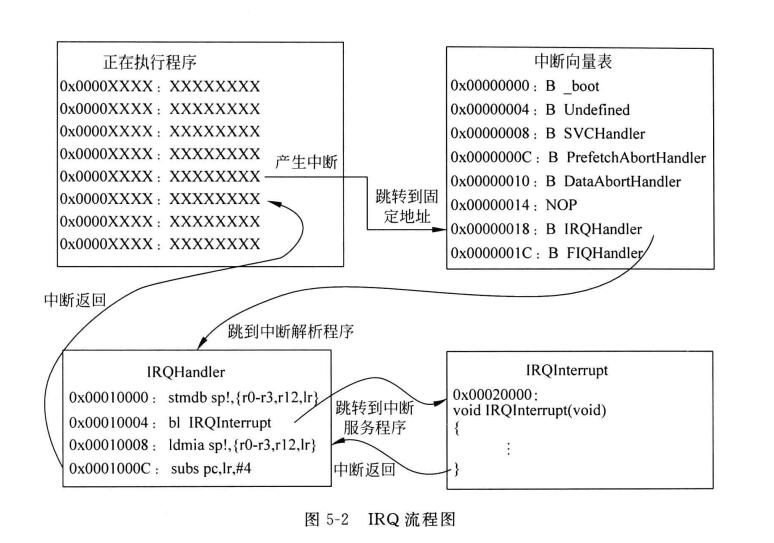 正在执行程序
0x0000XXXX：XXXXXXXX
0x0000XXXX：XXXXXXXX
0x0000XXXX：XXXXXXXX
0x0000XXXX：XXXXXXXX
0x0000XXXX：XXXXXXXX
0x0000XXXX：XXXXXXXX
0x0000XXXX：XXXXXXXX
0x0000XXXX：XXXXXXXX
产生中断
跳转到固
定地址
中断向量表
0x00000000：B _boot
0x00000004：B Undefined
0x00000008：B SVCHandler
0x0000000C：B PrefetchAbortHandler
0x00000010：B DataAbortHandler
0x00000014：NOP
0x00000018：B IRQHandler
0x0000001C：B FIQHandler
中断返回
跳到中断解析程序
IRQHandler
0x00010000：stmdb sp!,{r0-r3,r12,lr}
0x00010004：bl IRQInterrupt
0x00010008：ldmia sp!,{r0-r3,r12,lr}
0x0001000C：subs pc,lr,#4
跳转到中断
服务程序
中断返回
IRQInterrupt
0x00020000:
void IRQInterrupt(void)
{
⋮
}
图 5-2 IRQ 流程图